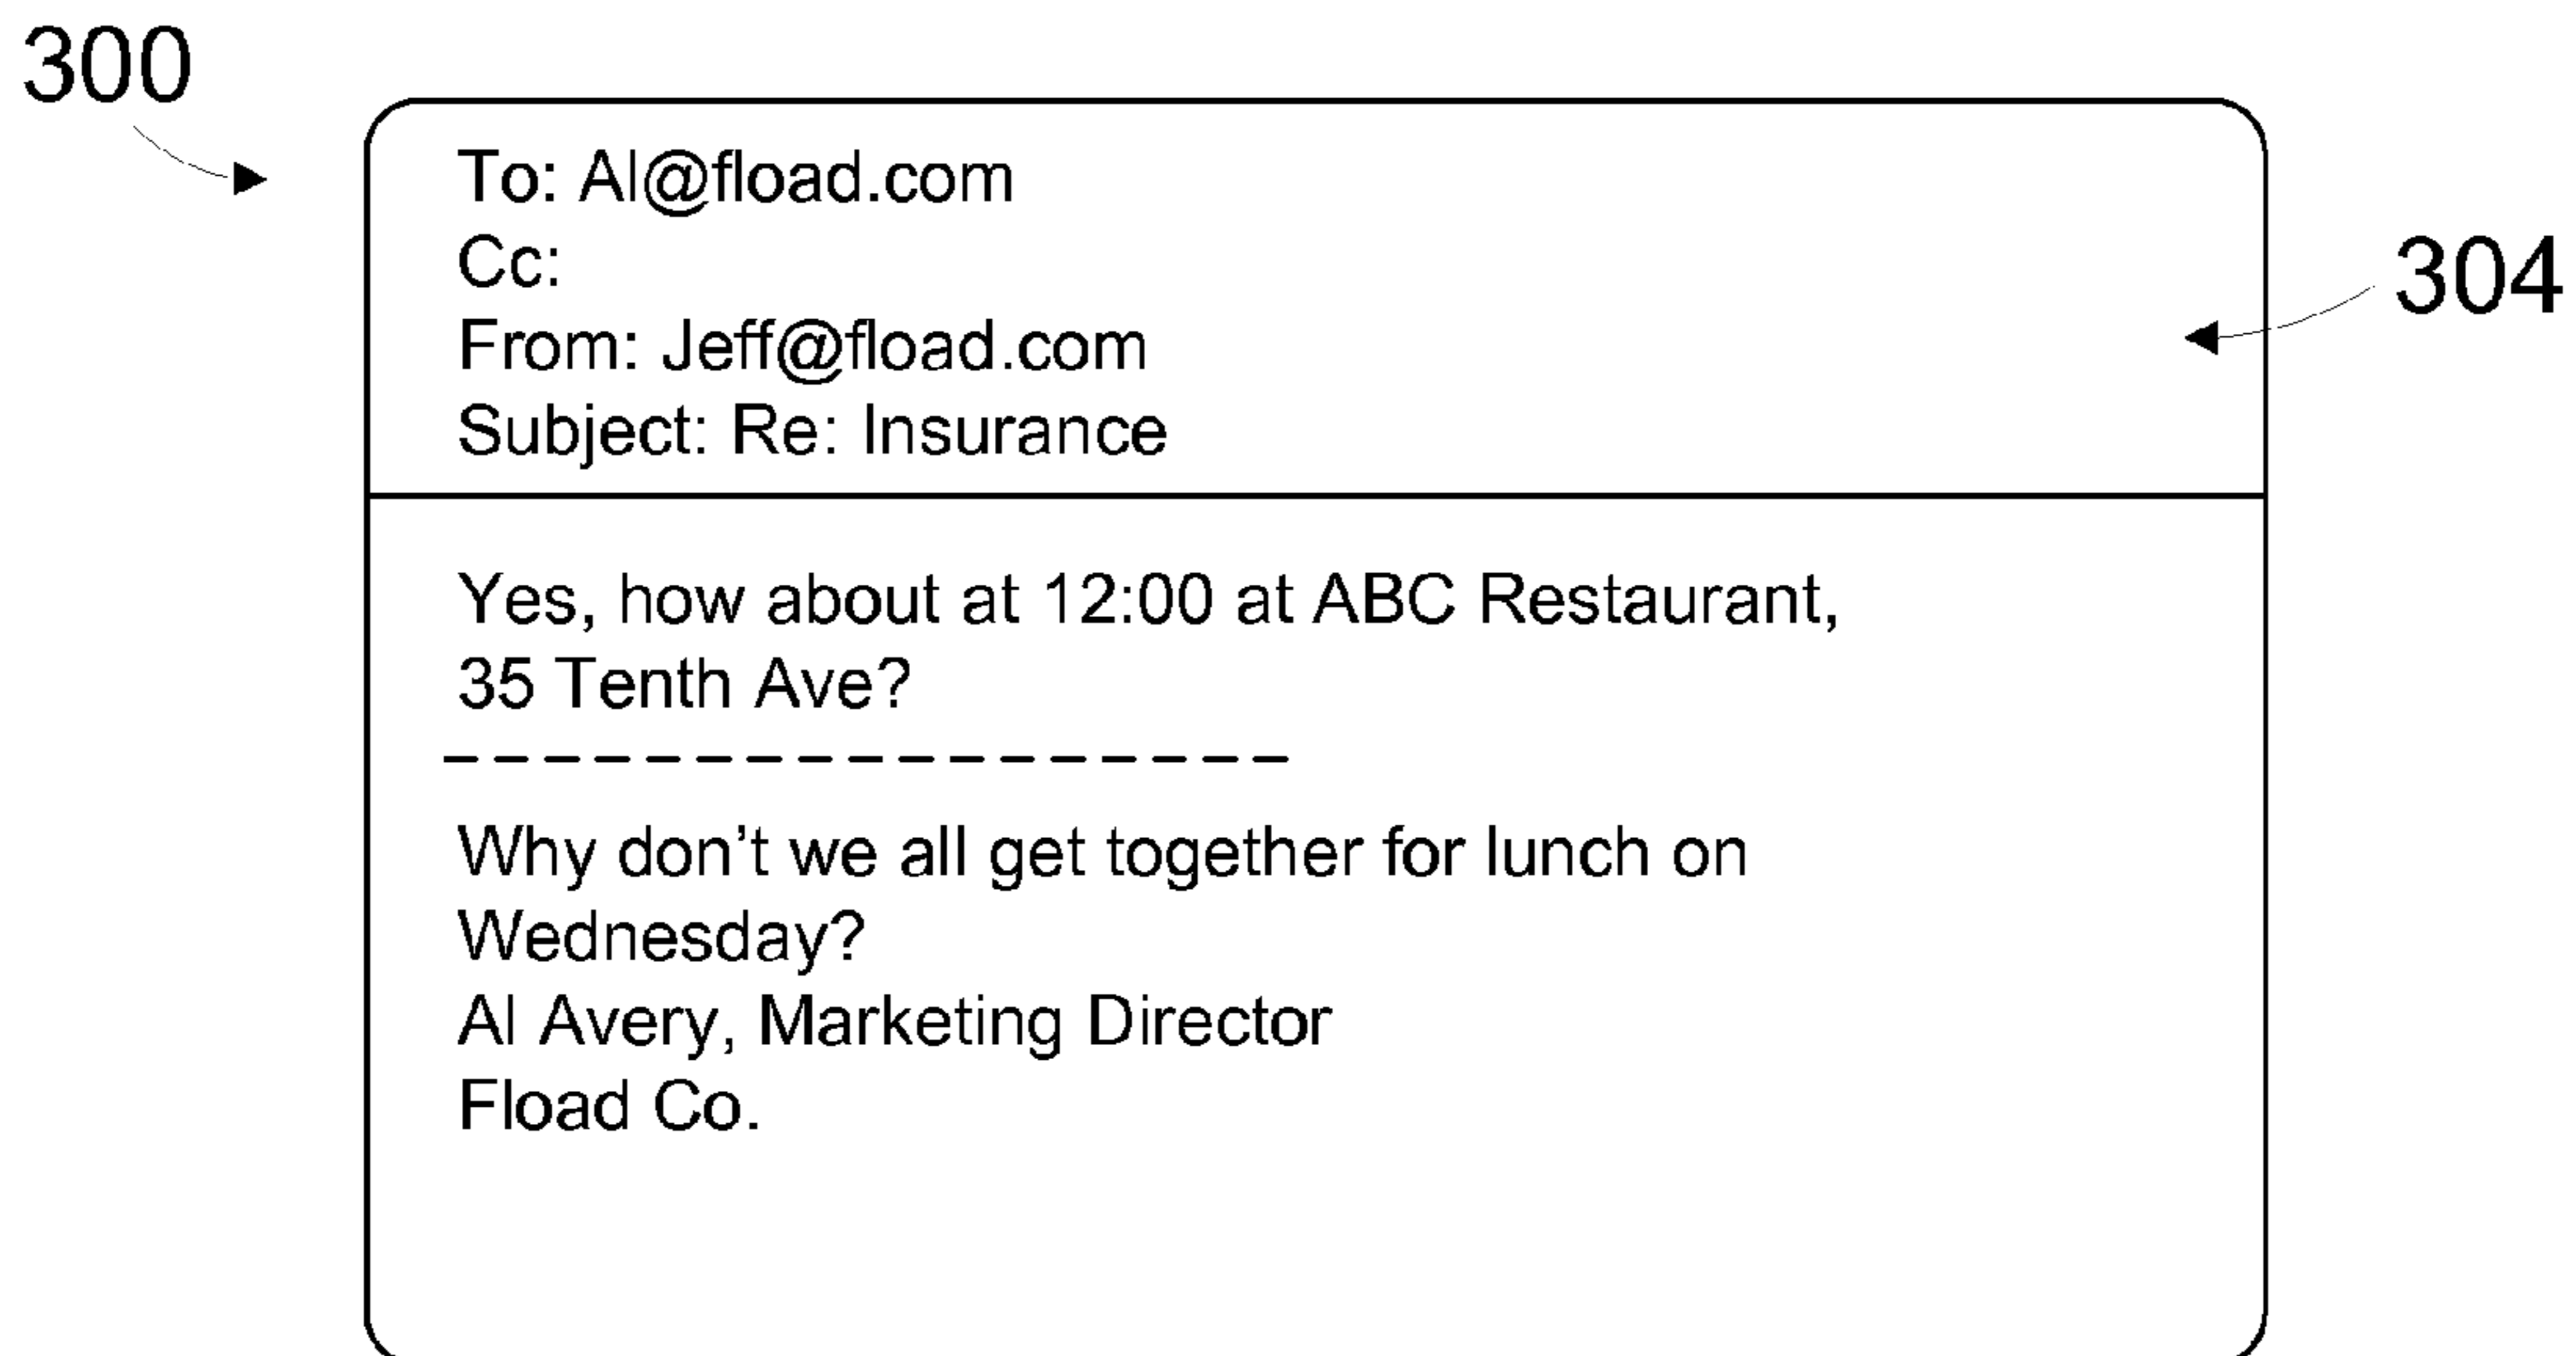 300
To: Al@fload.com
Cc:
304
From: Jeff@fload.com
Subject: Re: Insurance
Yes, how about at 12:00 at ABC Restaurant,
35 Tenth Ave?
– – – – – – – – – – – – – – – – –
Why don’t we all get together for lunch on
Wednesday?
Al Avery, Marketing Director
Fload Co.